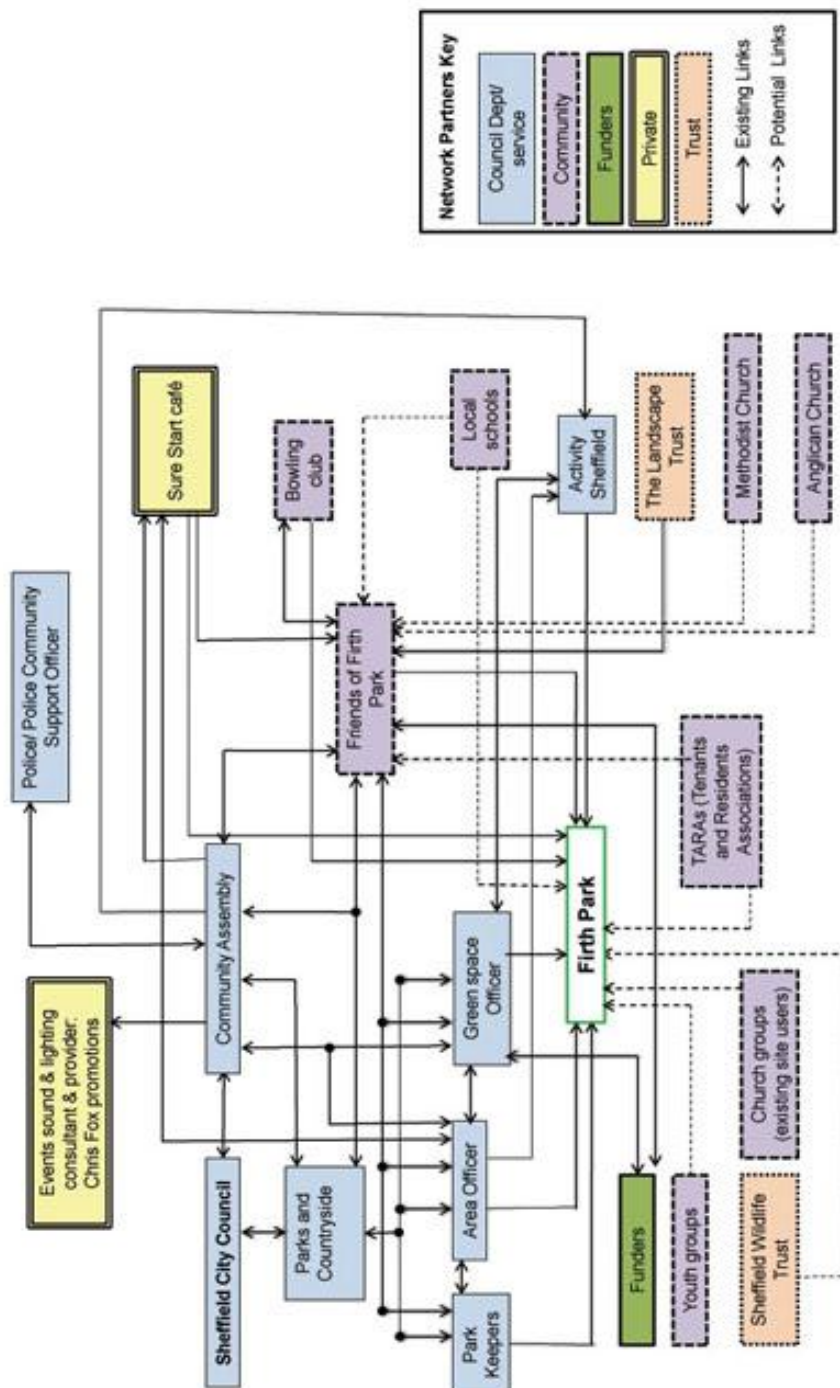 Events sound & lighting
consultant & provider:
Chris Fox promotions
Police/ Police Community
Support Officer
Sheffield City Council
Community Assembly
Sure Start café
Parks and
Countryside
Friends of Firth
Park
Bowling
club
Park
Keepers
Area Officer
Green space
Officer
Local
schools
Firth Park
Activity
Sheffield
Funders
Youth groups
Sheffield Wildlife
Trust
Church groups
(existing site users)
TARAs (Tenants
and Residents
Associations)
The Landscape
Trust
Methodist Church
Anglican Church
Network Partners Key
Council Dept/
service
Community
Funders
Private
Trust
Existing Links
Potential Links